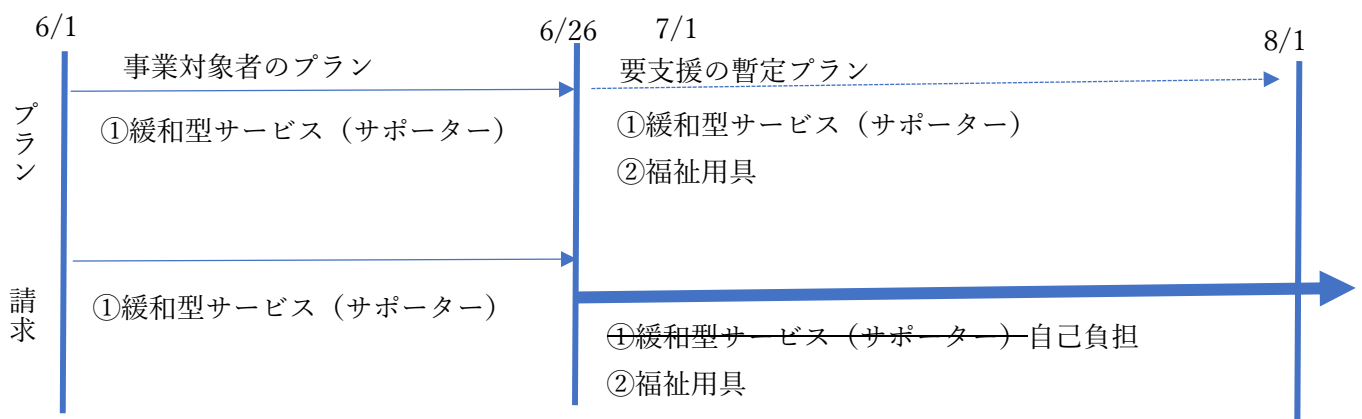 6/1
6/26
7/1
8/1
プラン
事業対象者のプラン
①緩和型サービス（サポーター）
要支援の暫定プラン
①緩和型サービス（サポーター）
②福祉用具
請求
①緩和型サービス（サポーター）
①緩和型サービス（サポーター）自己負担
②福祉用具